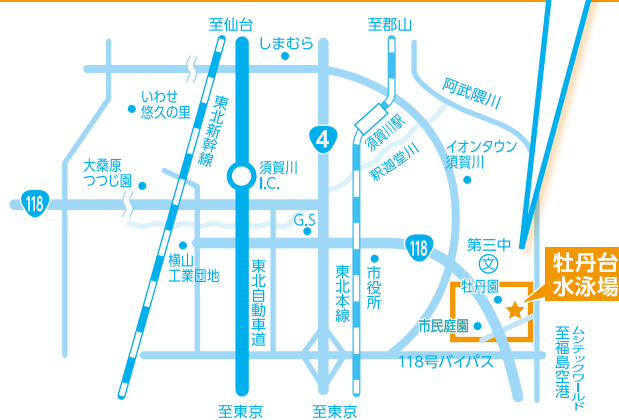 至仙台
至郡山
しまむら
阿武隈川
いわせ
悠久の里
東北新幹線
4
須賀川駅
釈迦堂川
イオンタウン
須賀川
大桑原
つつじ園
須賀川
I.C.
118
G.S
118
第三中
文
横山
工業団地
東北自動車道
東北本線
市役所
牡丹園
牡丹台
水泳場
市民庭園
118号バイパス
ムシテックワールド
至福島空港
至東京
至東京